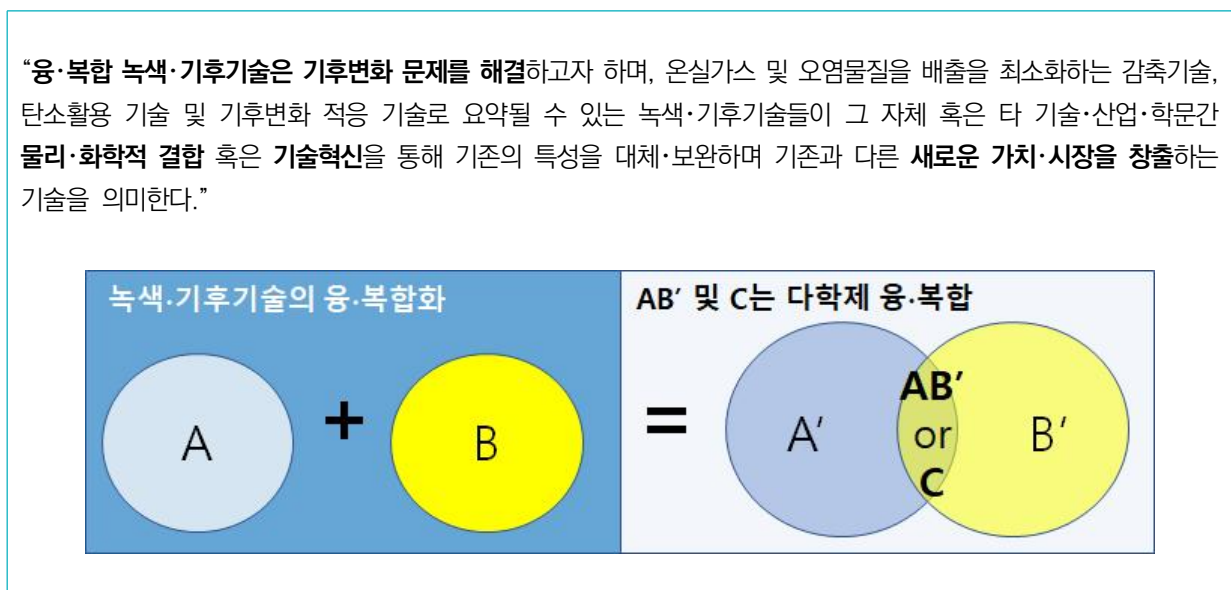 “융·복합 녹색·기후기술은 기후변화 문제를 해결하고자 하며, 온실가스 및 오염물질을 배출을 최소화하는 감축기술,
탄소활용 기술 및 기후변화 적응 기술로 요약될 수 있는 녹색·기후기술들이 그 자체 혹은 타 기술·산업·학문간
물리·화학적 결합 혹은 기술혁신을 통해 기존의 특성을 대체·보완하며 기존과 다른 새로운 가치·시장을 창출하는
기술을 의미한다.”
녹색·기후기술의 융·복합화
AB′ 및 C는 다학제 융·복합
A
+
B
=
A′
AB′
or
C
B′